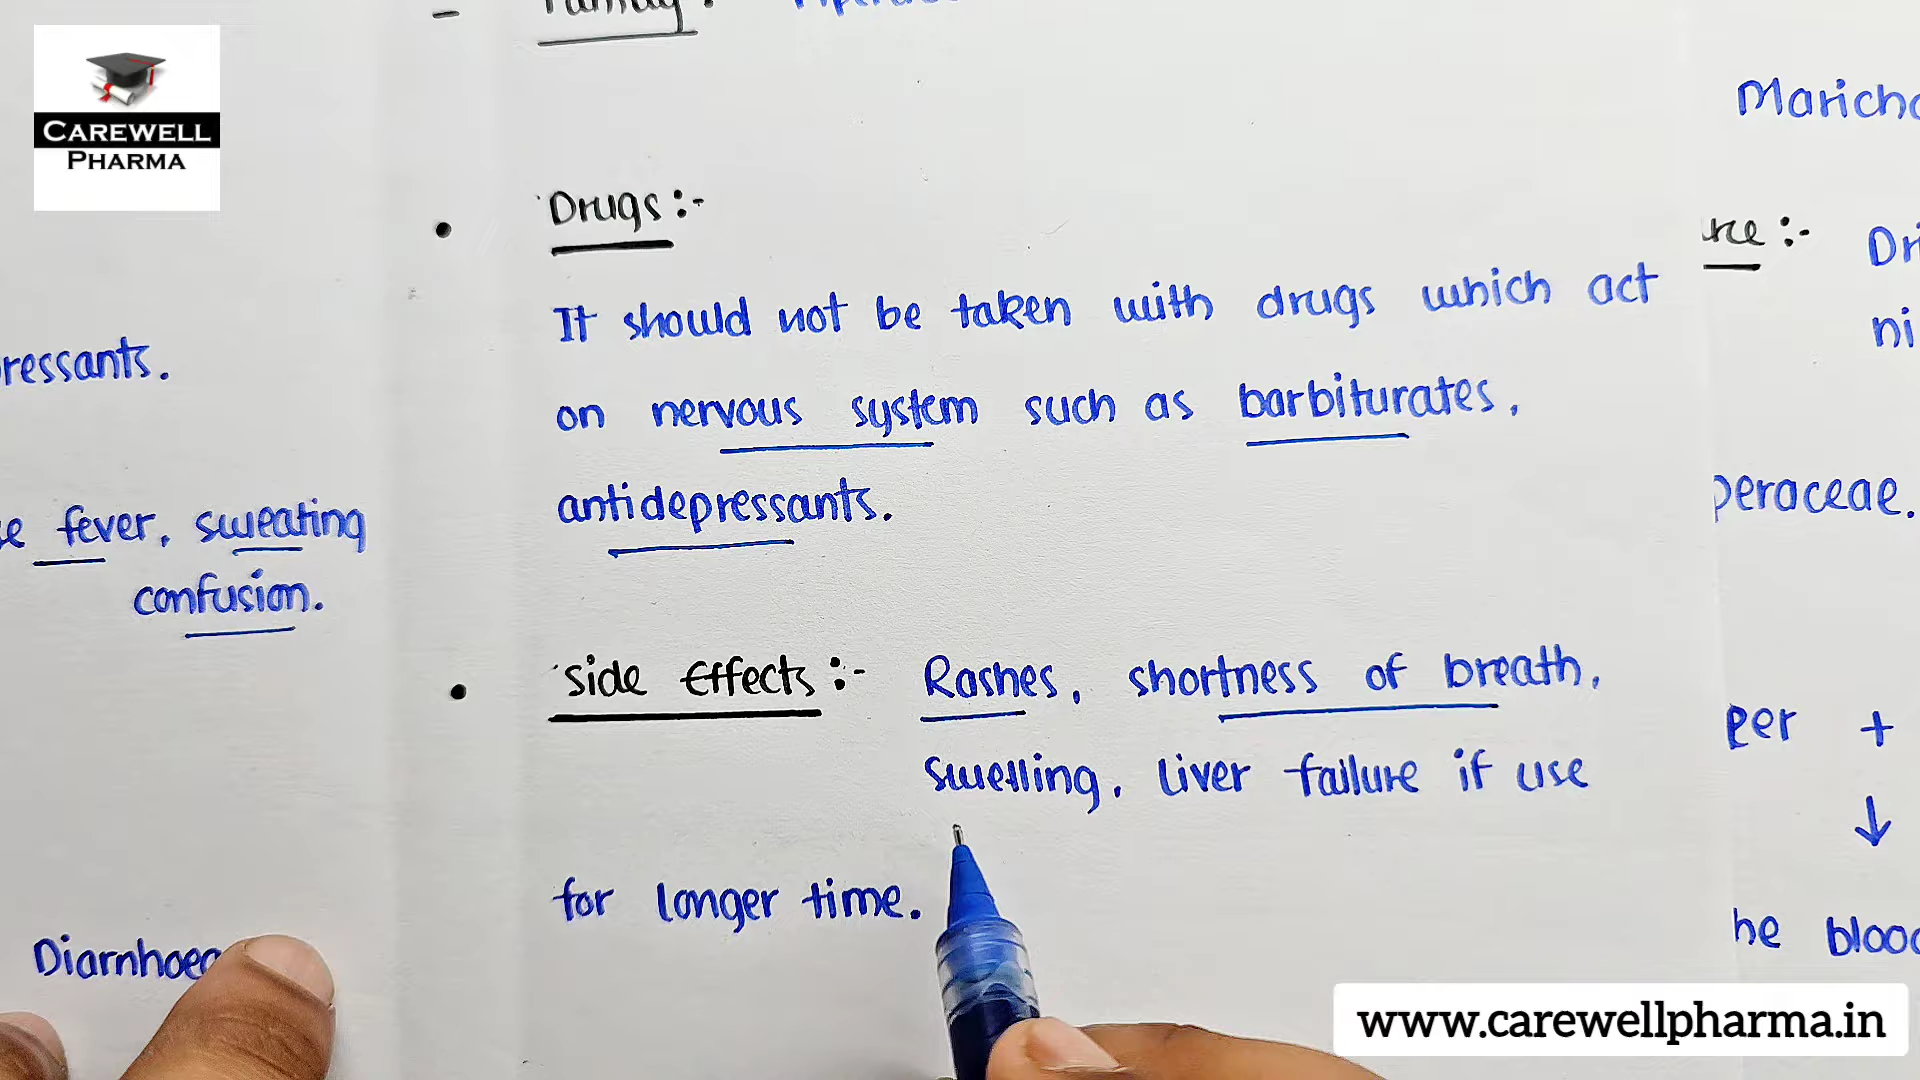 CAREWELL
PHARMA
Drugs :-
It should not be taken with drugs which act
on nervous system such as barbiturates,
antidepressants.
Side Effects :- Rashes, shortness of breath,
swelling, liver failure if use
for longer time.
ressants.
fever, sweating
confusion.
Diarrhoea
Maricha
:- Dri
ni
peraceae.
per +
↓
he blood
www.carewellpharma.in